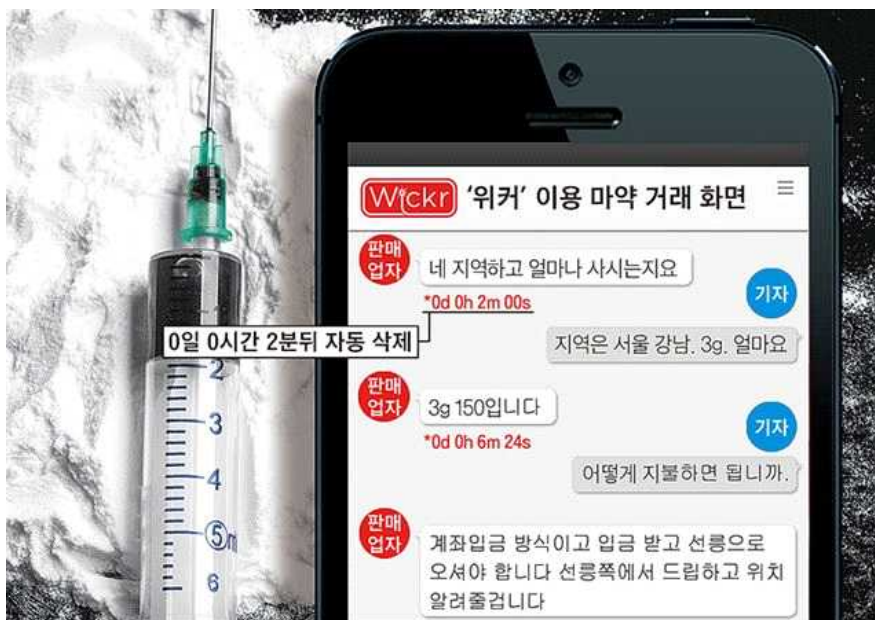 Wickr '위커' 이용 마약 거래 화면
판매
업자
네 지역하고 얼마나 사시는지요
*0d 0h 2m 00s
0일 0시간 2분뒤 자동 삭제
기자
지역은 서울 강남. 3g. 얼마요
판매
업자
3g 150입니다
*0d 0h 6m 24s
기자
어떻게 지불하면 됩니까.
판매
업자
계좌입금 방식이고 입금 받고 선릉으로
오셔야 합니다 선릉쪽에서 드립하고 위치
알려줄겁니다
2
3
4
5 ml
6